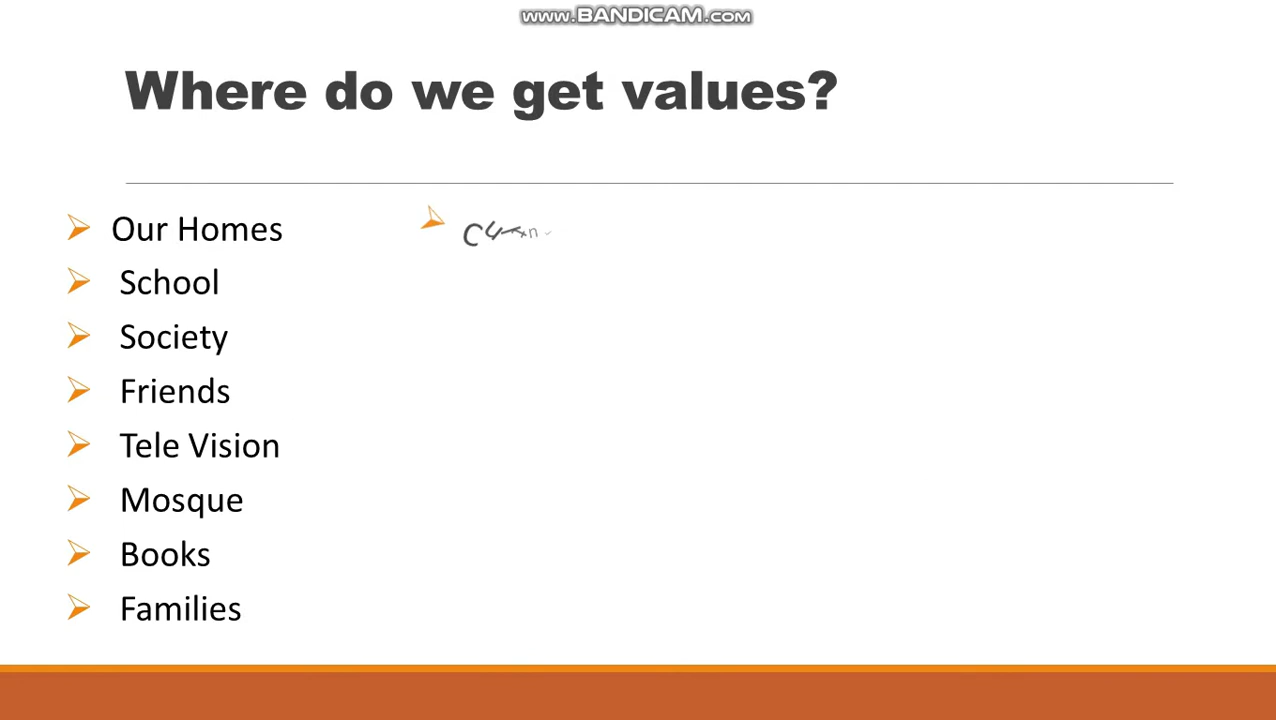 www.BANDICAM.com
Where do we get values?
Our Homes
School
Society
Friends
Tele Vision
Mosque
Books
Families